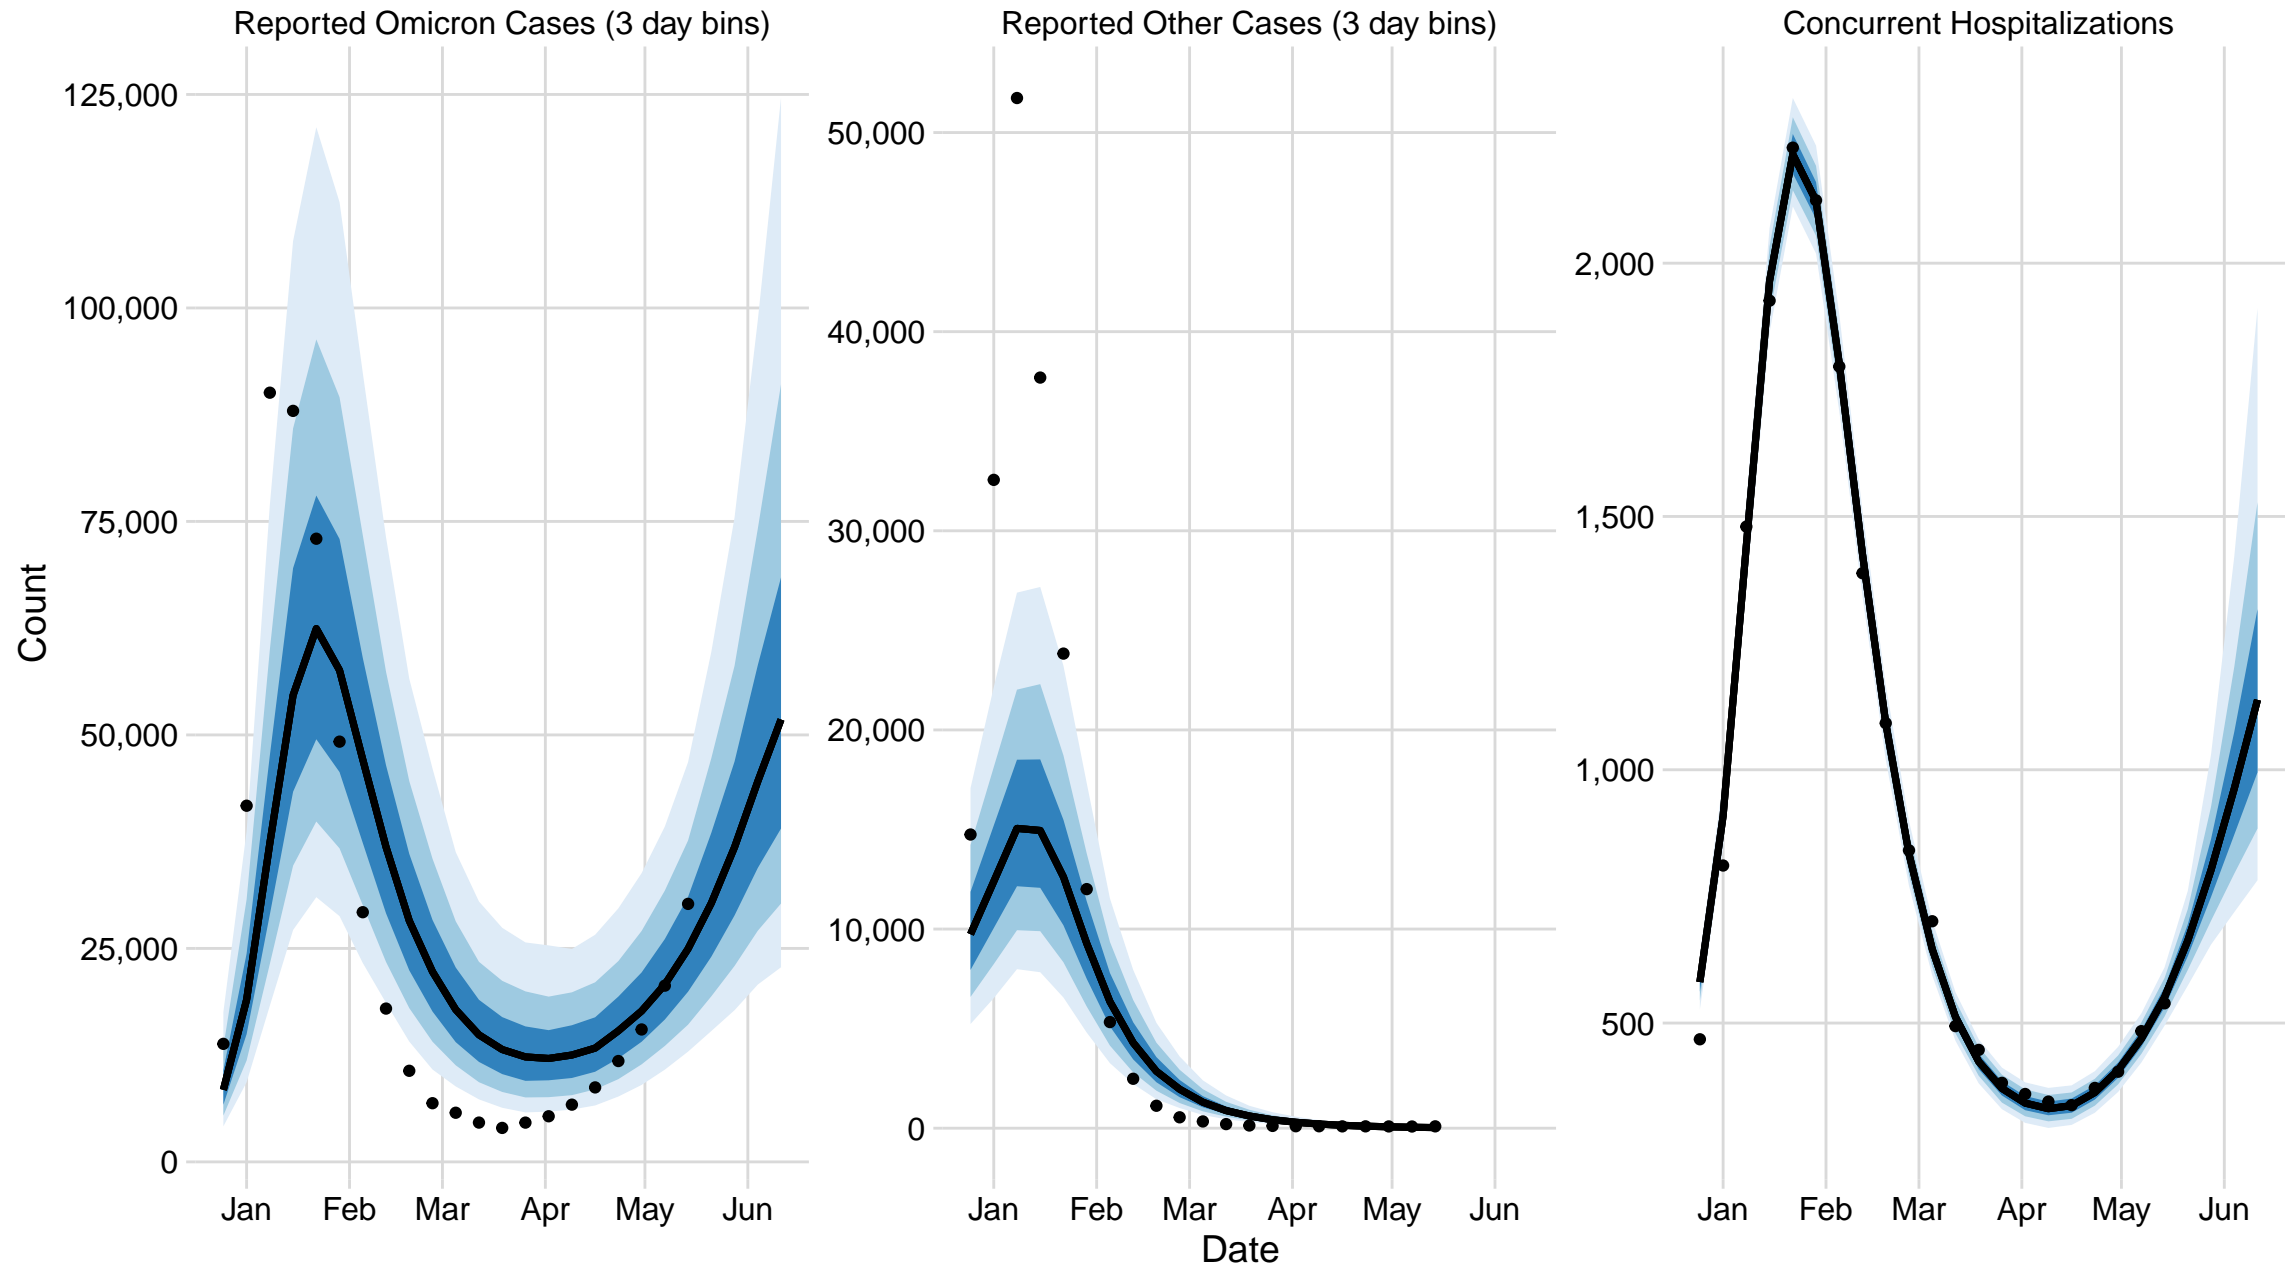 Reported Omicron Cases (3 day bins)
Reported Other Cases (3 day bins)
Concurrent Hospitalizations
Count
125,000
100,000
75,000
50,000
25,000
0
50,000
40,000
30,000
20,000
10,000
0
2,000
1,500
1,000
500
Jan Feb Mar Apr May Jun
Jan Feb Mar Apr May Jun
Jan Feb Mar Apr May Jun
Date